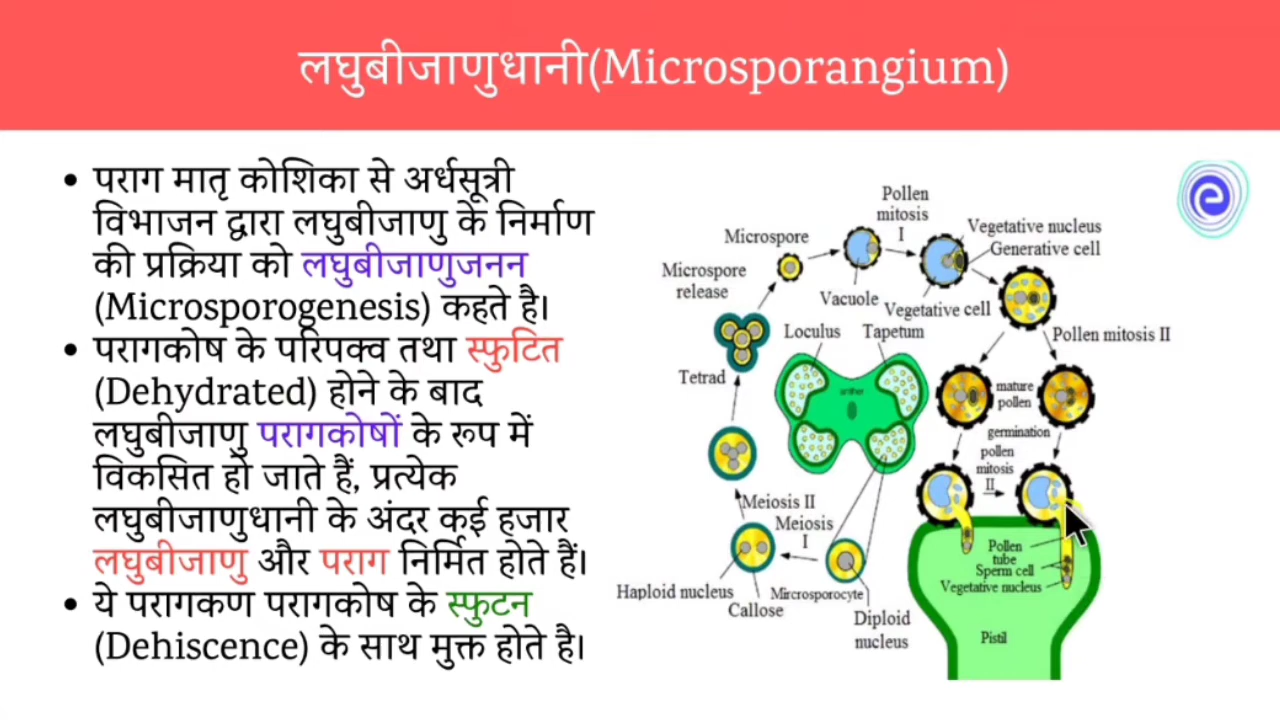 लघुबीजाणुधानी(Microsporangium)
• पराग मातृ कोशिका से अर्धसूत्री
विभाजन द्वारा लघुबीजाणु के निर्माण
की प्रक्रिया को लघुबीजाणुजनन
(Microsporogenesis) कहते है।
• परागकोष के परिपक्व तथा स्फुटित
(Dehydrated) होने के बाद
लघुबीजाणु परागकोषों के रूप में
विकसित हो जाते हैं, प्रत्येक
लघुबीजाणुधानी के अंदर कई हजार
लघुबीजाणु और पराग निर्मित होते हैं।
• ये परागकण परागकोष के स्फुटन
(Dehiscence) के साथ मुक्त होते है।
Pollen
mitosis
I
Microspore
Vegetative nucleus
Generative cell
Microspore
release
Vacuole
Vegetative cell
Loculus
Tapetum
Pollen mitosis II
Tetrad
anther
mature
pollen
germination
pollen
mitosis
II
Meiosis II
Meiosis
I
Haploid nucleus
Callose
Mircrosporocyte
Diploid
nucleus
Pollen
tube
Sperm cell
Vegetative nucleus
Pistil